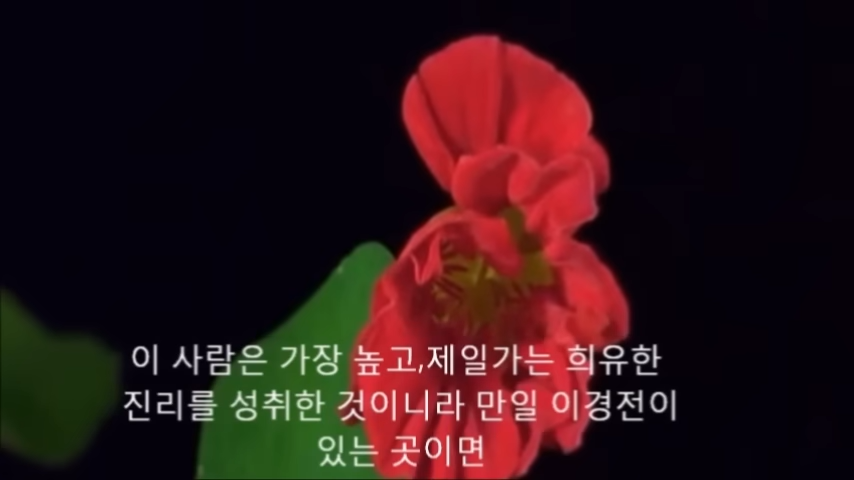 이 사람은 가장 높고,제일가는 희유한
진리를 성취한 것이니라 만일 이경전이
있는 곳이면